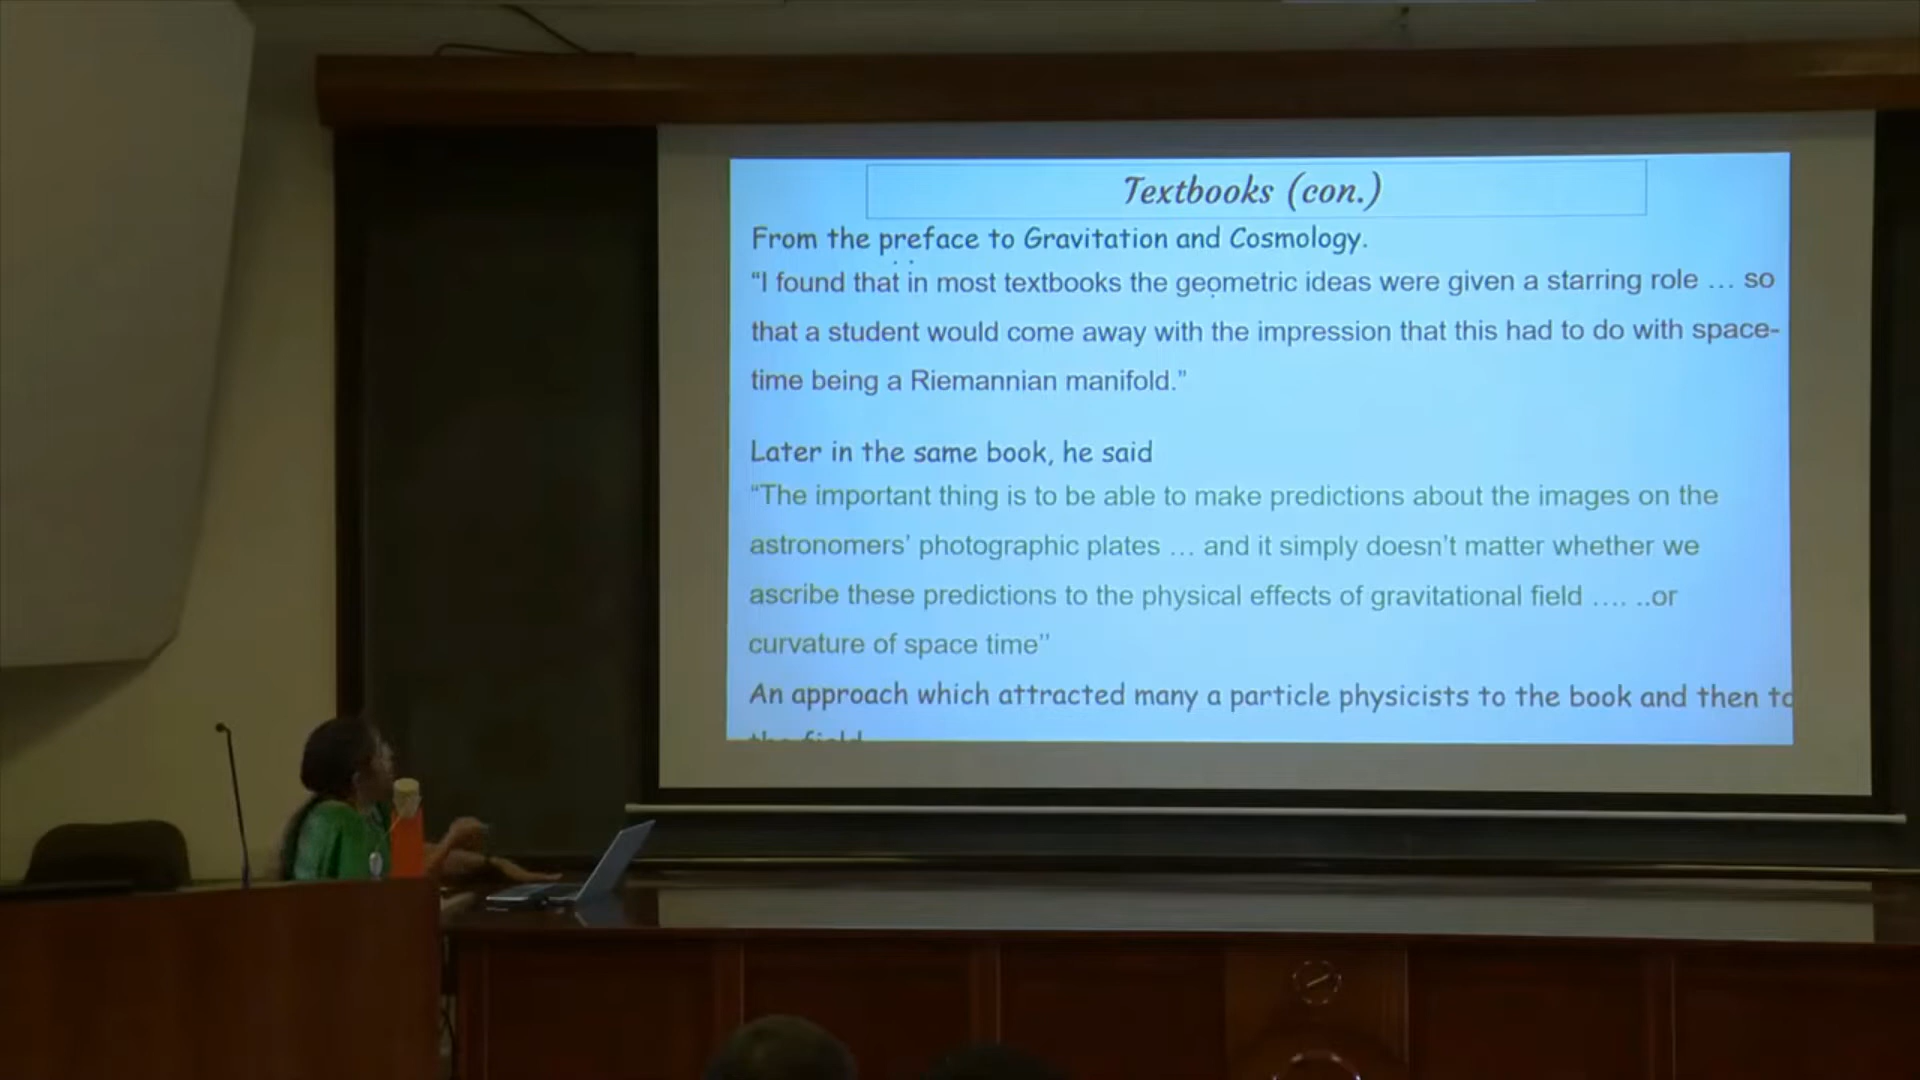 Textbooks (con.)
From the preface to Gravitation and Cosmology.
“I found that in most textbooks the geometric ideas were given a starring role … so
that a student would come away with the impression that this had to do with space-
time being a Riemannian manifold.”
Later in the same book, he said
“The important thing is to be able to make predictions about the images on the
astronomers’ photographic plates … and it simply doesn’t matter whether we
ascribe these predictions to the physical effects of gravitational field …. ..or
curvature of space time”
An approach which attracted many a particle physicists to the book and then to
the field